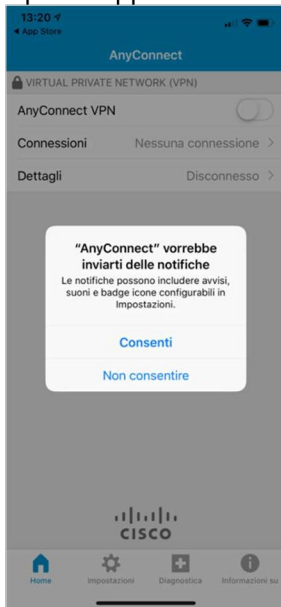 13:20
App Store
AnyConnect
VIRTUAL PRIVATE NETWORK (VPN)
AnyConnect VPN
Connessioni Nessuna connessione
Dettagli Disconnesso
“AnyConnect” vorrebbe
inviarti delle notifiche
Le notifiche possono includere avvisi,
suoni e badge icone configurabili in
Impostazioni.
Consenti
Non consentire
CISCO
Home Impostazioni Diagnostica Informazioni su